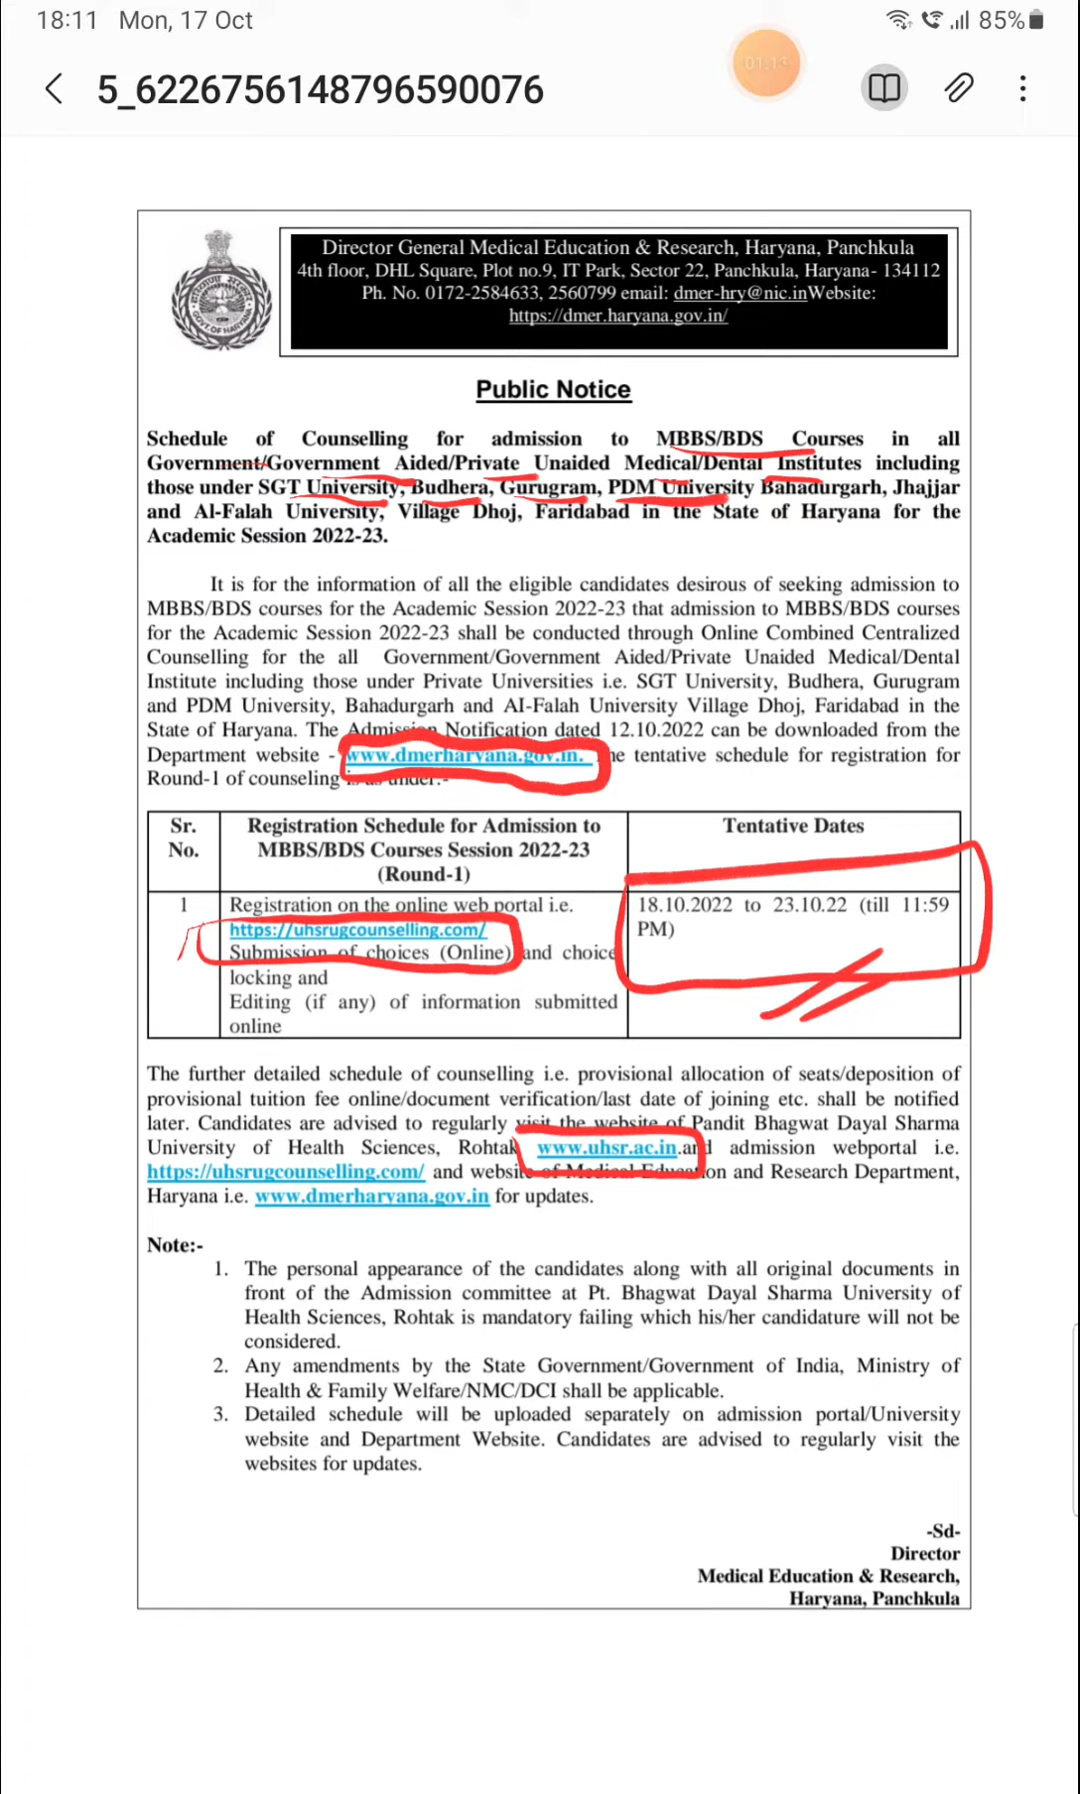 18:11 Mon, 17 Oct
85%
01:13
5_6226756148796590076
Director General Medical Education & Research, Haryana, Panchkula
4th floor, DHL Square, Plot no.9, IT Park, Sector 22, Panchkula, Haryana- 134112
Ph. No. 0172-2584633, 2560799 email: dmer-hry@nic.inWebsite:
https://dmer.haryana.gov.in/
GOVT. OF HARYANA
Public Notice
Schedule of Counselling for admission to MBBS/BDS Courses in all
Government/Government Aided/Private Unaided Medical/Dental Institutes including
those under SGT University, Budhera, Gurugram, PDM University Bahadurgarh, Jhajjar
and Al-Falah University, Village Dhoj, Faridabad in the State of Haryana for the
Academic Session 2022-23.
It is for the information of all the eligible candidates desirous of seeking admission to
MBBS/BDS courses for the Academic Session 2022-23 that admission to MBBS/BDS courses
for the Academic Session 2022-23 shall be conducted through Online Combined Centralized
Counselling for the all Government/Government Aided/Private Unaided Medical/Dental
Institute including those under Private Universities i.e. SGT University, Budhera, Gurugram
and PDM University, Bahadurgarh and AI-Falah University Village Dhoj, Faridabad in the
State of Haryana. The Admission Notification dated 12.10.2022 can be downloaded from the
Department website - www.dmerharyana.gov.in. he tentative schedule for registration for
Round-1 of counseling is as under:-
Sr. No.
Registration Schedule for Admission to
MBBS/BDS Courses Session 2022-23
(Round-1)
Tentative Dates
1
Registration on the online web portal i.e.
https://uhsrugcounselling.com/
Submission of choices (Online) and choice
locking and
Editing (if any) of information submitted
online
18.10.2022 to 23.10.22 (till 11:59
PM)
The further detailed schedule of counselling i.e. provisional allocation of seats/deposition of
provisional tuition fee online/document verification/last date of joining etc. shall be notified
later. Candidates are advised to regularly visit the website of Pandit Bhagwat Dayal Sharma
University of Health Sciences, Rohtak www.uhsr.ac.in.and admission webportal i.e.
https://uhsrugcounselling.com/ and website of Medical Education and Research Department,
Haryana i.e. www.dmerharyana.gov.in for updates.
Note:-
1. The personal appearance of the candidates along with all original documents in
front of the Admission committee at Pt. Bhagwat Dayal Sharma University of
Health Sciences, Rohtak is mandatory failing which his/her candidature will not be
considered.
2. Any amendments by the State Government/Government of India, Ministry of
Health & Family Welfare/NMC/DCI shall be applicable.
3. Detailed schedule will be uploaded separately on admission portal/University
website and Department Website. Candidates are advised to regularly visit the
websites for updates.
-Sd-
Director
Medical Education & Research,
Haryana, Panchkula